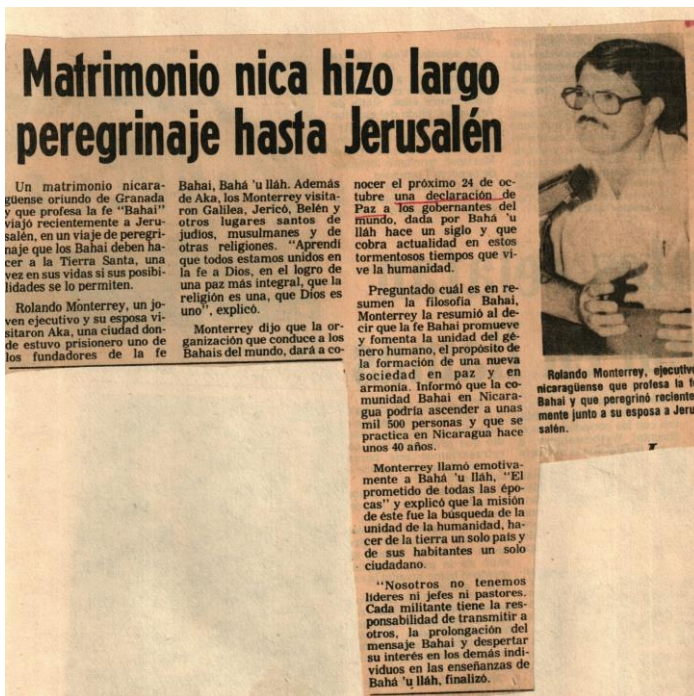 Matrimonio nica hizo largo
peregrinaje hasta Jerusalén
Un matrimonio nicara-
güense oriundo de Granada
y que profesa la fe "Bahai"
viajó recientemente a Jeru-
salén, en un viaje de peregri-
naje que los Bahai deben ha-
cer a la Tierra Santa, una
vez en sus vidas si sus posibi-
lidades se lo permiten.
Rolando Monterrey, un jo-
ven ejecutivo y su esposa vi-
sitaron Aka, una ciudad don-
de estuvo prisionero uno de
los fundadores de la fe
Bahai, Bahá 'u lláh. Además
de Aka, los Monterrey visita-
ron Galilea, Jericó, Belén y
otros lugares santos de
judíos, musulmanes y de
otras religiones. "Aprendí
que todos estamos unidos en
la fe a Dios, en el logro de
una paz más integral, que la
religión es una, que Dios es
uno", explicó.
Monterrey dijo que la or-
ganización que conduce a los
Bahais del mundo, dará a co-
nocer el próximo 24 de oc-
tubre una declaración de
Paz a los gobernantes del
mundo, dada por Bahá 'u
lláh hace un siglo y que
cobra actualidad en estos
tormentosos tiempos que vi-
ve la humanidad.
Preguntado cuál es en re-
sumen la filosofía Bahai,
Monterrey la resumió al de-
cir que la fe Bahai promueve
y fomenta la unidad del gé-
nero humano, el propósito de
la formación de una nueva
sociedad en paz y en
armonía. Informó que la co-
munidad Bahai en Nicara-
gua podría ascender a unas
mil 500 personas y que se
practica en Nicaragua hace
unos 40 años.
Monterrey llamó emotiva-
mente a Bahá 'u lláh, "El
prometido de todas las épo-
cas" y explicó que la misión
de éste fue la búsqueda de la
unidad de la humanidad, ha-
cer de la tierra un solo país y
de sus habitantes un solo
ciudadano.
"Nosotros no tenemos
líderes ni jefes ni pastores.
Cada militante tiene la res-
ponsabilidad de transmitir a
otros, la prolongación del
mensaje Bahai y despertar
su interés en los demás indi-
viduos en las enseñanzas de
Bahá 'u lláh, finalizó.
Rolando Monterrey, ejecutivo
nicaragüense que profesa la fe
Bahai y que peregrinó reciente-
mente junto a su esposa a Jeru-
salén.